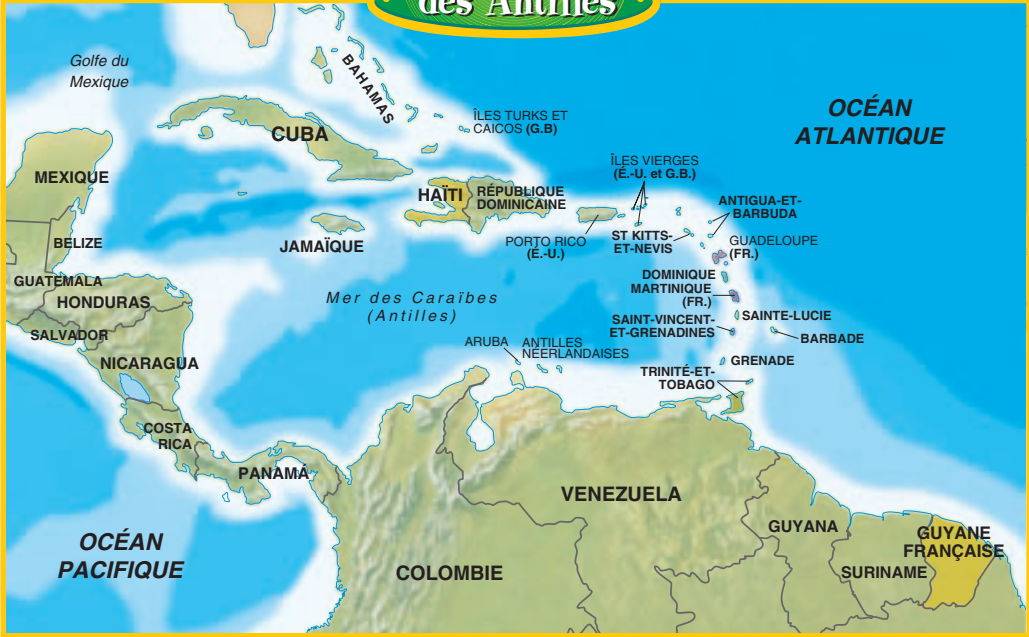 des Antilles
Golfe du
Mexique
BAHAMAS
OCÉAN
ATLANTIQUE
ÎLES TURKS ET
CAICOS (G.B)
CUBA
ÎLES VIERGES
(É.-U. et G.B.)
MEXIQUE
HAÏTI
RÉPUBLIQUE
DOMINICAINE
ANTIGUA-ET-
BARBUDA
BELIZE
JAMAÏQUE
PORTO RICO
(É.-U.)
ST KITTS-
ET-NEVIS
GUADELOUPE
(FR.)
GUATEMALA
HONDURAS
DOMINIQUE
MARTINIQUE
(FR.)
Mer des Caraïbes
(Antilles)
SAINTE-LUCIE
SALVADOR
SAINT-VINCENT-
ET-GRENADINES
BARBADE
NICARAGUA
ARUBA
ANTILLES
NÉERLANDAISES
GRENADE
TRINITÉ-ET-
TOBAGO
COSTA
RICA
PANAMÁ
VENEZUELA
GUYANA
GUYANE
FRANÇAISE
OCÉAN
PACIFIQUE
COLOMBIE
SURINAME